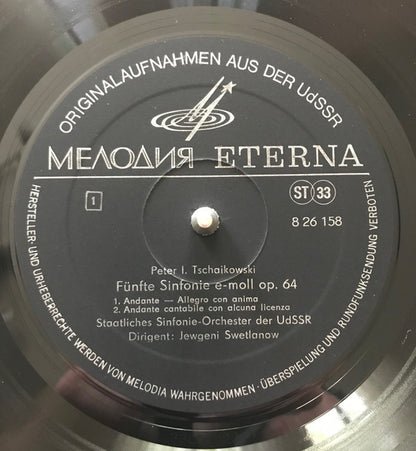 ORIGINALAUFNAHMEN AUS DER UdSSR
МЕЛОДИЯ ETERNA
1
ST 33
8 26 158
Peter I. Tschaikowski
Fünfte Sinfonie e-moll op. 64
1. Andante — Allegro con anima
2. Andante cantabile con alcuna licenza
Staatliches Sinfonie-Orchester der UdSSR
Dirigent: Jewgeni Swetlanow
HERSTELLER- UND URHEBERRECHTE WERDEN VON MELODIA WAHRGENOMMEN · ÜBERSPIELUNG UND RUNDFUNKSENDUNG VERBOTEN